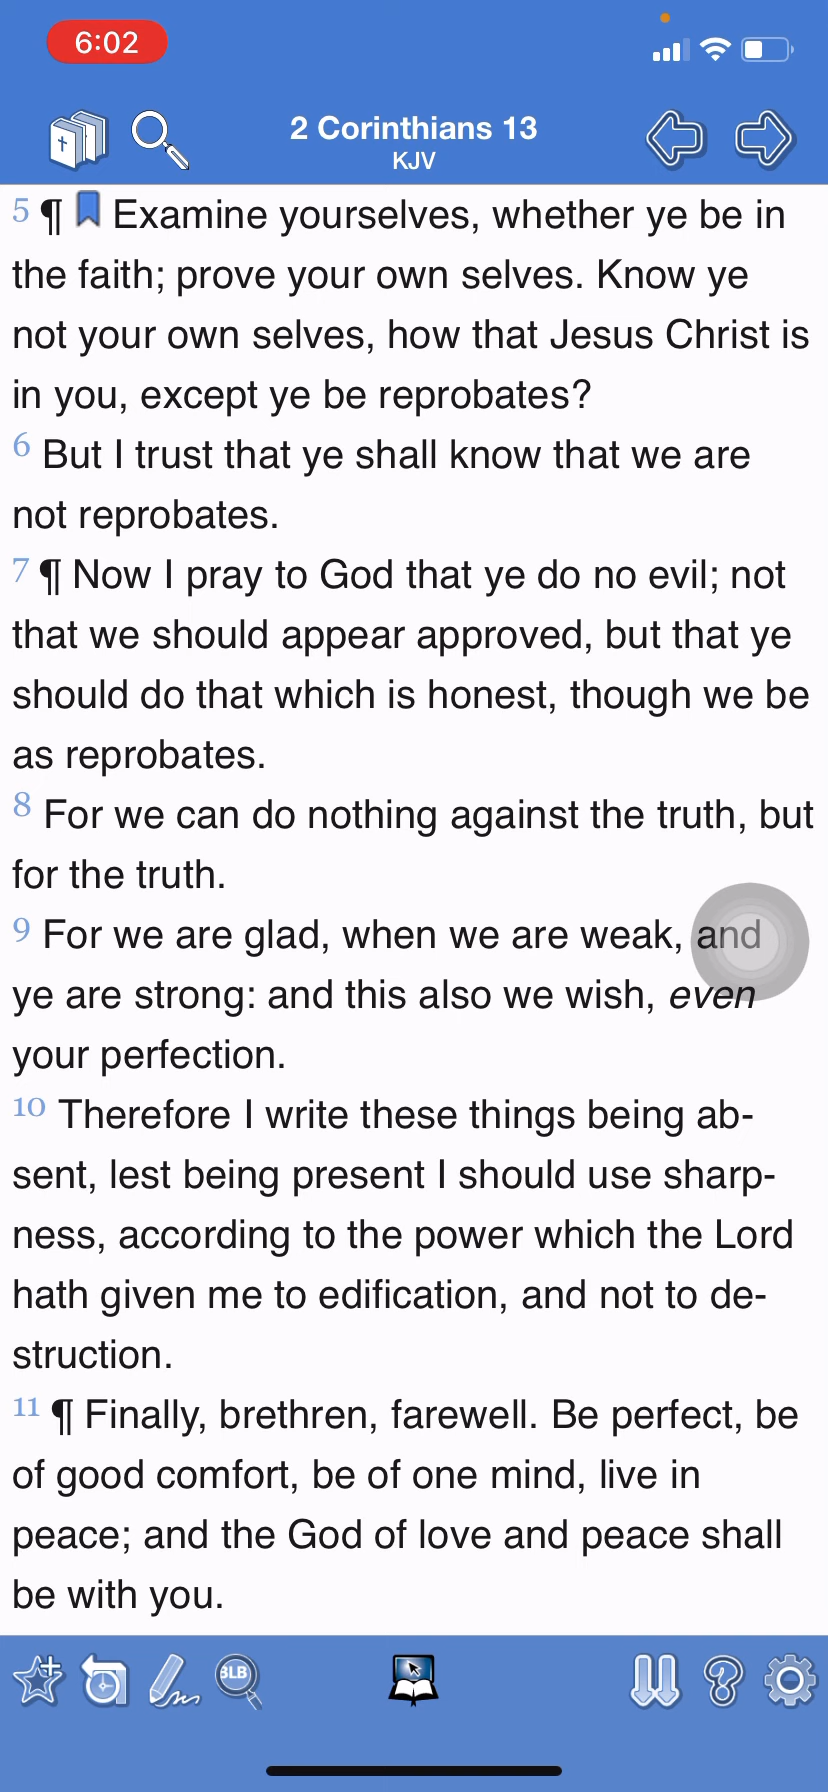 6:02
2 Corinthians 13
KJV
5 ¶ Examine yourselves, whether ye be in
the faith; prove your own selves. Know ye
not your own selves, how that Jesus Christ is
in you, except ye be reprobates?
6 But I trust that ye shall know that we are
not reprobates.
7 ¶ Now I pray to God that ye do no evil; not
that we should appear approved, but that ye
should do that which is honest, though we be
as reprobates.
8 For we can do nothing against the truth, but
for the truth.
9 For we are glad, when we are weak, and
ye are strong: and this also we wish, even
your perfection.
10 Therefore I write these things being ab-
sent, lest being present I should use sharp-
ness, according to the power which the Lord
hath given me to edification, and not to de-
struction.
11 ¶ Finally, brethren, farewell. Be perfect, be
of good comfort, be of one mind, live in
peace; and the God of love and peace shall
be with you.
BLB